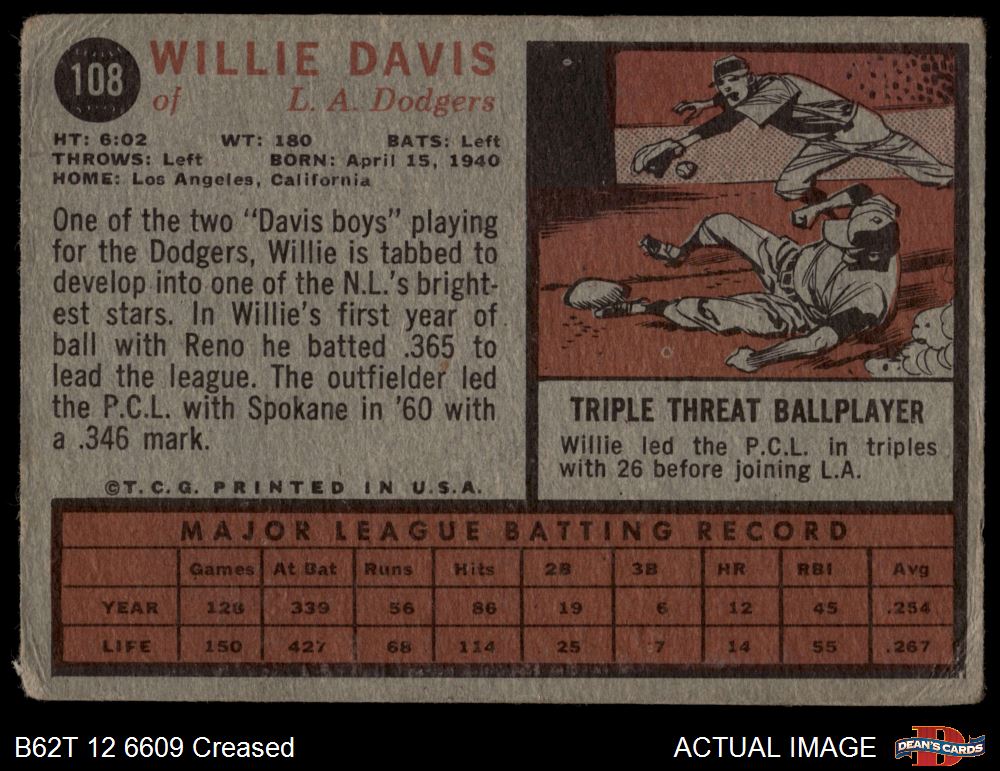 108
WILLIE DAVIS
of L. A. Dodgers
HT: 6:02 WT: 180 BATS: Left
THROWS: Left BORN: April 15, 1940
HOME: Los Angeles, California
One of the two "Davis boys" playing
for the Dodgers, Willie is tabbed to
develop into one of the N.L.'s bright-
est stars. In Willie's first year of
ball with Reno he batted .365 to
lead the league. The outfielder led
the P.C.L. with Spokane in '60 with
a .346 mark.
©T. C. G. PRINTED IN U.S.A.
TRIPLE THREAT BALLPLAYER
Willie led the P.C.L. in triples
with 26 before joining L.A.
MAJOR LEAGUE BATTING RECORD
Games At Bat Runs Hits 2B 3B HR RBI Avg
YEAR 128 339 56 86 19 6 12 45 .254
LIFE 150 427 68 114 25 7 14 55 .267
B62T 12 6609 Creased
ACTUAL IMAGE
D
DEAN'S CARDS